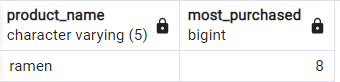 product_name
character varying (5)
most_purchased
bigint
ramen
8